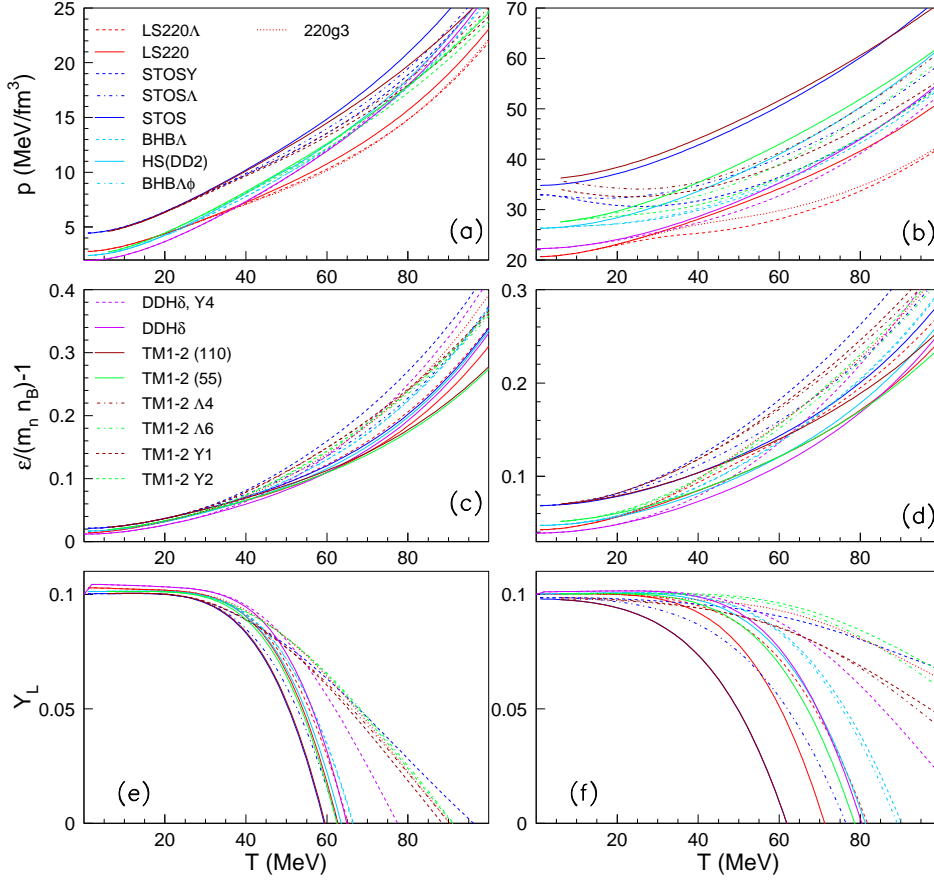 25
20
15
10
5
p (MeV/fm³)
LS220Λ
LS220
STOSY
STOSΛ
STOS
BHBΛ
HS(DD2)
BHBΛϕ
220g3
(a)
20 40 60 80
70
60
50
40
30
20
(b)
20 40 60 80
0.4
0.3
0.2
0.1
0
ε/(mₙ n_B)-1
DDHδ, Y4
DDHδ
TM1-2 (110)
TM1-2 (55)
TM1-2 Λ4
TM1-2 Λ6
TM1-2 Y1
TM1-2 Y2
(c)
20 40 60 80
0.3
0.2
0.1
(d)
20 40 60 80
0.1
0.05
0
Y_L
(e)
20 40 60 80
T (MeV)
0.1
0.05
0
(f)
20 40 60 80
T (MeV)